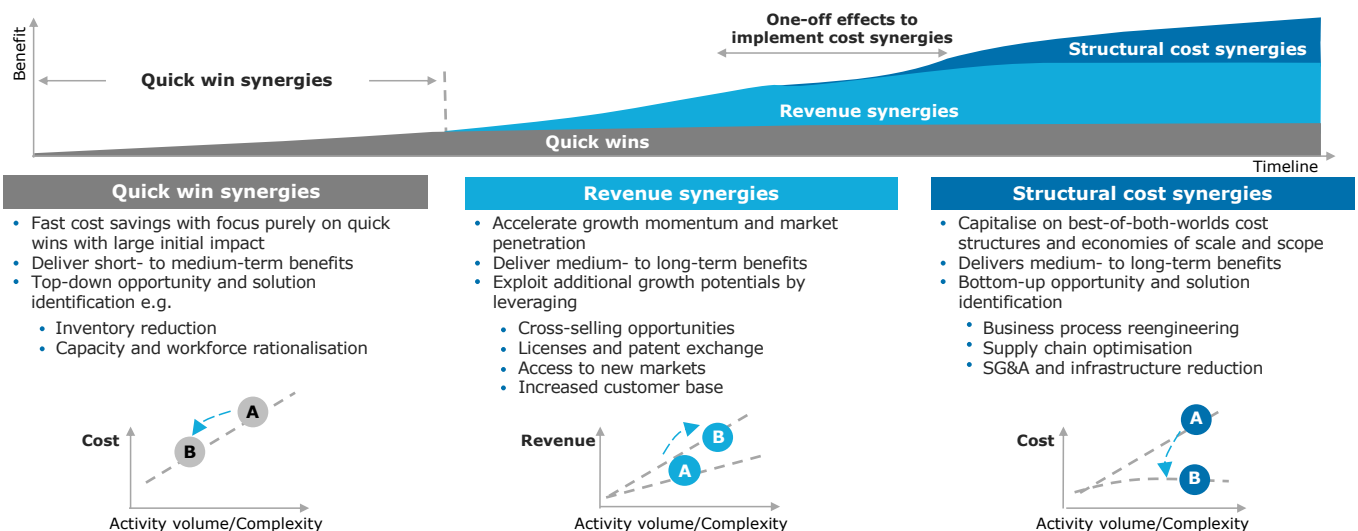 Benefit
One-off effects to
implement cost synergies
Structural cost synergies
Quick win synergies
Revenue synergies
Quick wins
Timeline
Quick win synergies
• Fast cost savings with focus purely on quick
wins with large initial impact
• Deliver short- to medium-term benefits
• Top-down opportunity and solution
identification e.g.
• Inventory reduction
• Capacity and workforce rationalisation
Cost
A
B
Activity volume/Complexity
Revenue synergies
• Accelerate growth momentum and market
penetration
• Deliver medium- to long-term benefits
• Exploit additional growth potentials by
leveraging
• Cross-selling opportunities
• Licenses and patent exchange
• Access to new markets
• Increased customer base
Revenue
B
A
Activity volume/Complexity
Structural cost synergies
• Capitalise on best-of-both-worlds cost
structures and economies of scale and scope
• Delivers medium- to long-term benefits
• Bottom-up opportunity and solution
identification
• Business process reengineering
• Supply chain optimisation
• SG&A and infrastructure reduction
Cost
A
B
Activity volume/Complexity